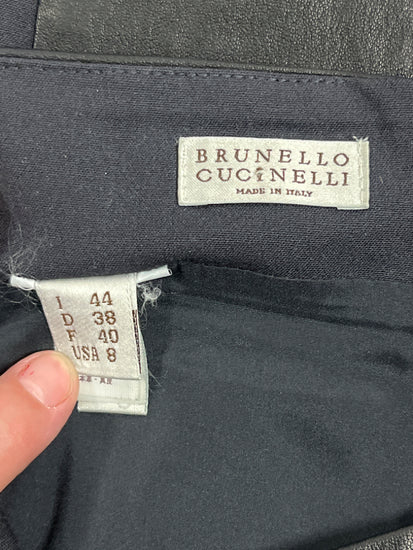 BRUNELLO
CUCINELLI
MADE IN ITALY
I 44
D 38
F 40
USA 8